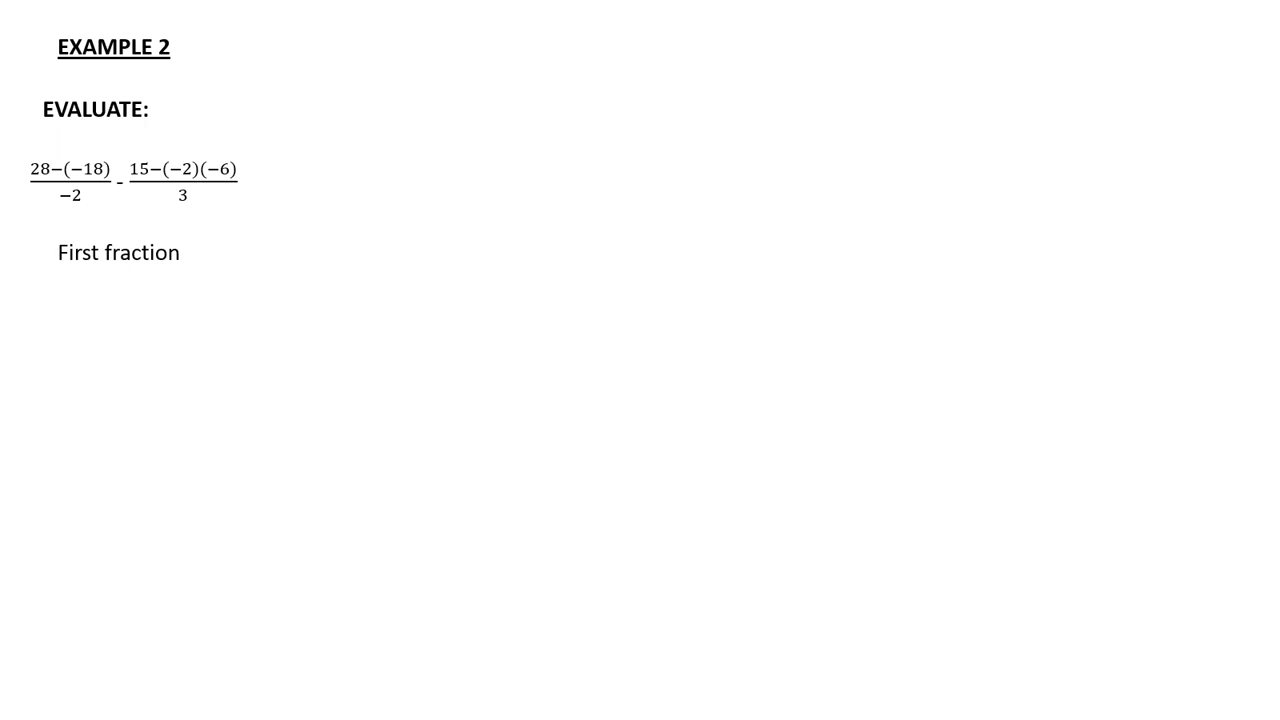 EXAMPLE 2
EVALUATE:
28−(−18) 15−(−2)(−6)
-
−2 3
First fraction